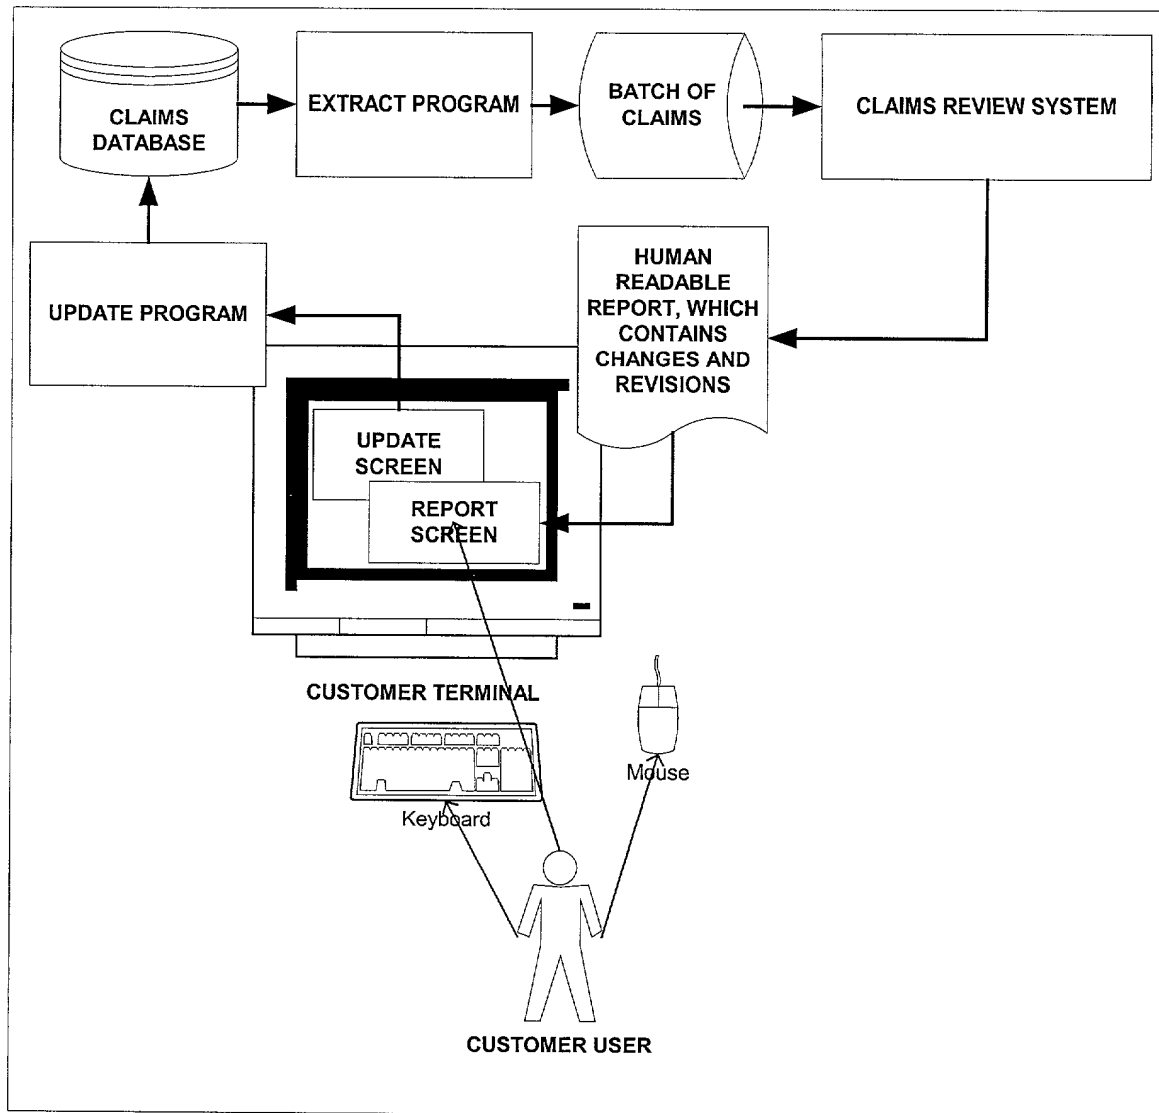 CLAIMS
DATABASE
EXTRACT PROGRAM
BATCH OF
CLAIMS
CLAIMS REVIEW SYSTEM
UPDATE PROGRAM
HUMAN
READABLE
REPORT, WHICH
CONTAINS
CHANGES AND
REVISIONS
UPDATE
SCREEN
REPORT
SCREEN
CUSTOMER TERMINAL
Mouse
Keyboard
CUSTOMER USER